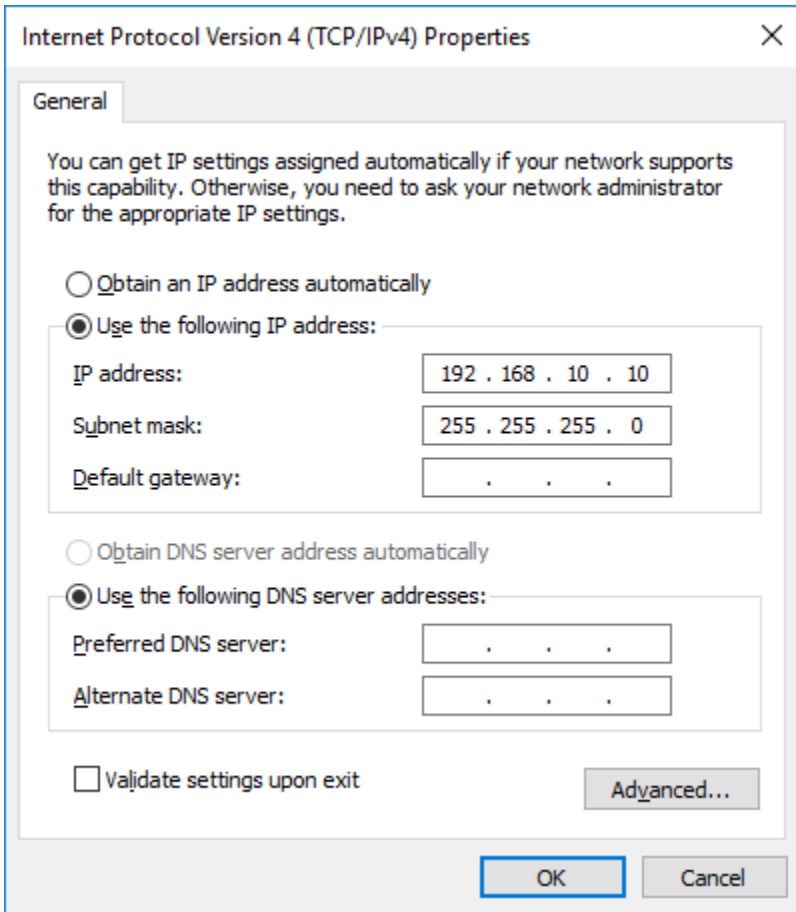 Internet Protocol Version 4 (TCP/IPv4) Properties
General
You can get IP settings assigned automatically if your network supports
this capability. Otherwise, you need to ask your network administrator
for the appropriate IP settings.
Obtain an IP address automatically
Use the following IP address:
IP address: 192 . 168 . 10 . 10
Subnet mask: 255 . 255 . 255 . 0
Default gateway: . . .
Obtain DNS server address automatically
Use the following DNS server addresses:
Preferred DNS server: . . .
Alternate DNS server: . . .
Validate settings upon exit
Advanced...
OK Cancel